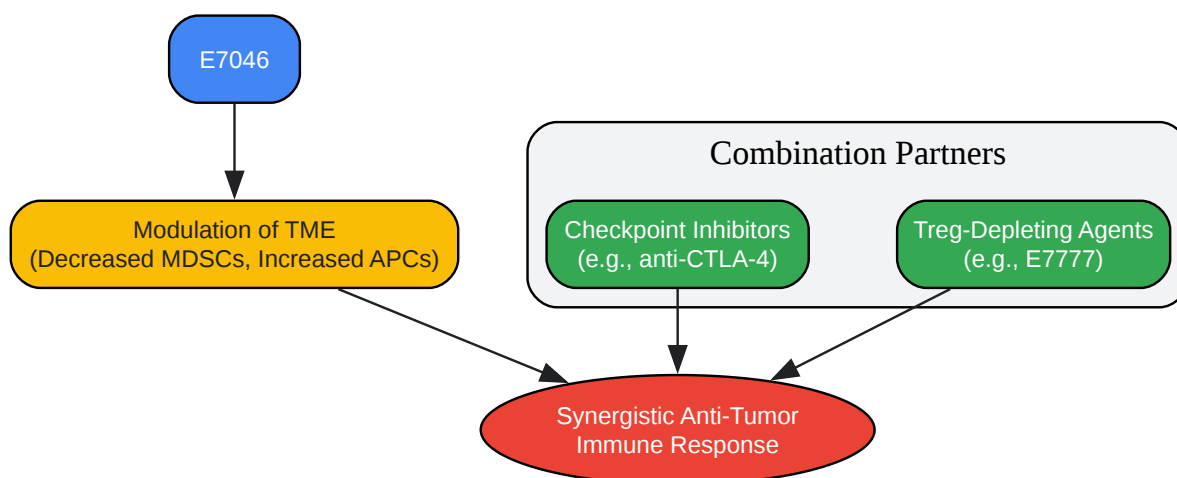 E7046
Combination Partners
Modulation of TME
(Decreased MDSCs, Increased APCs)
Checkpoint Inhibitors
(e.g., anti-CTLA-4)
Treg-Depleting Agents
(e.g., E7777)
Synergistic Anti-Tumor
Immune Response